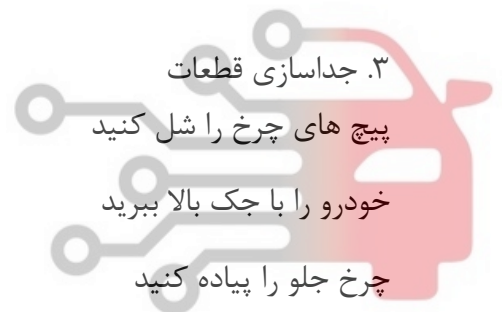 ۳. جداسازی قطعات
پیچ های چرخ را شل کنید
خودرو را با جک بالا ببرید
چرخ جلو را پیاده کنید